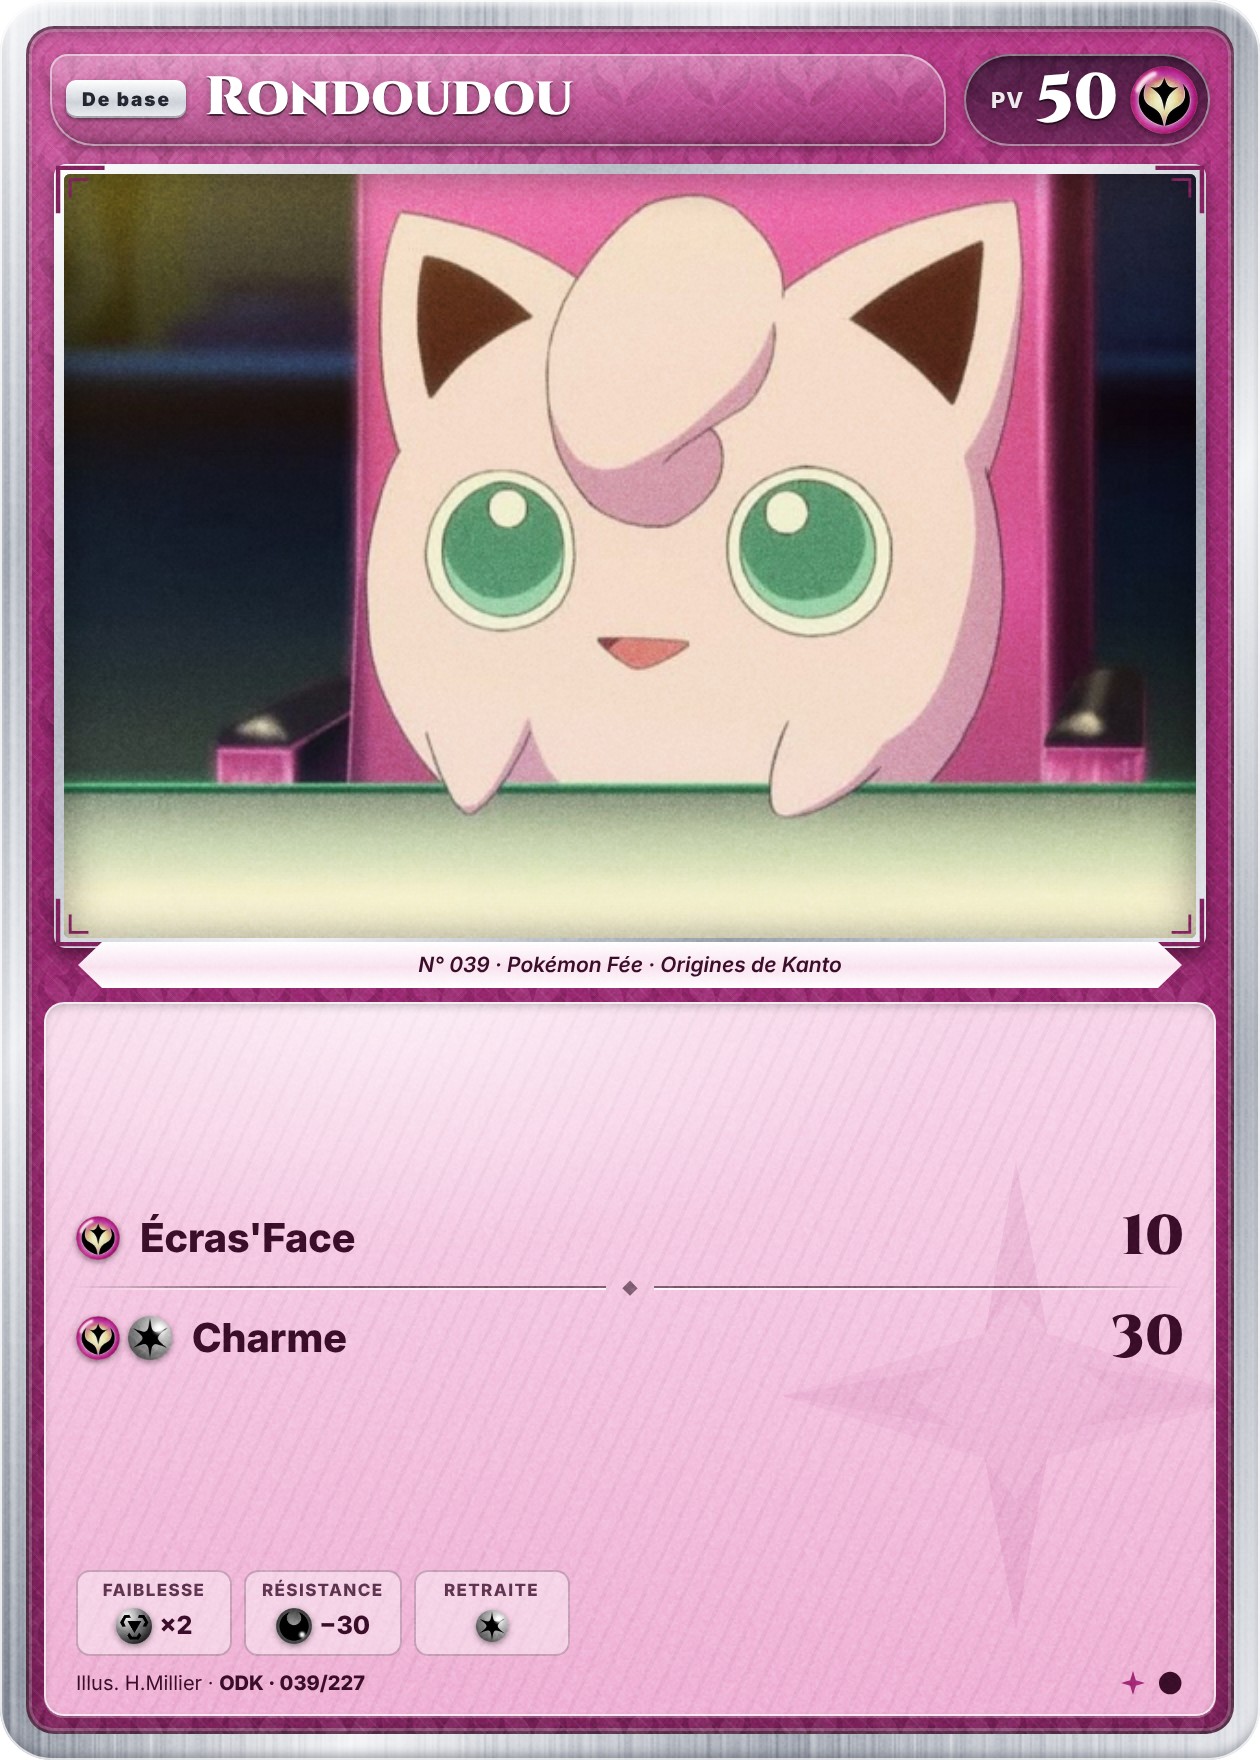 De base RONDOUDOU PV 50
N° 039 · Pokémon Fée · Origines de Kanto
Écras'Face 10
Charme 30
FAIBLESSE RÉSISTANCE RETRAITE
×2 −30
Illus. H.Millier · ODK · 039/227